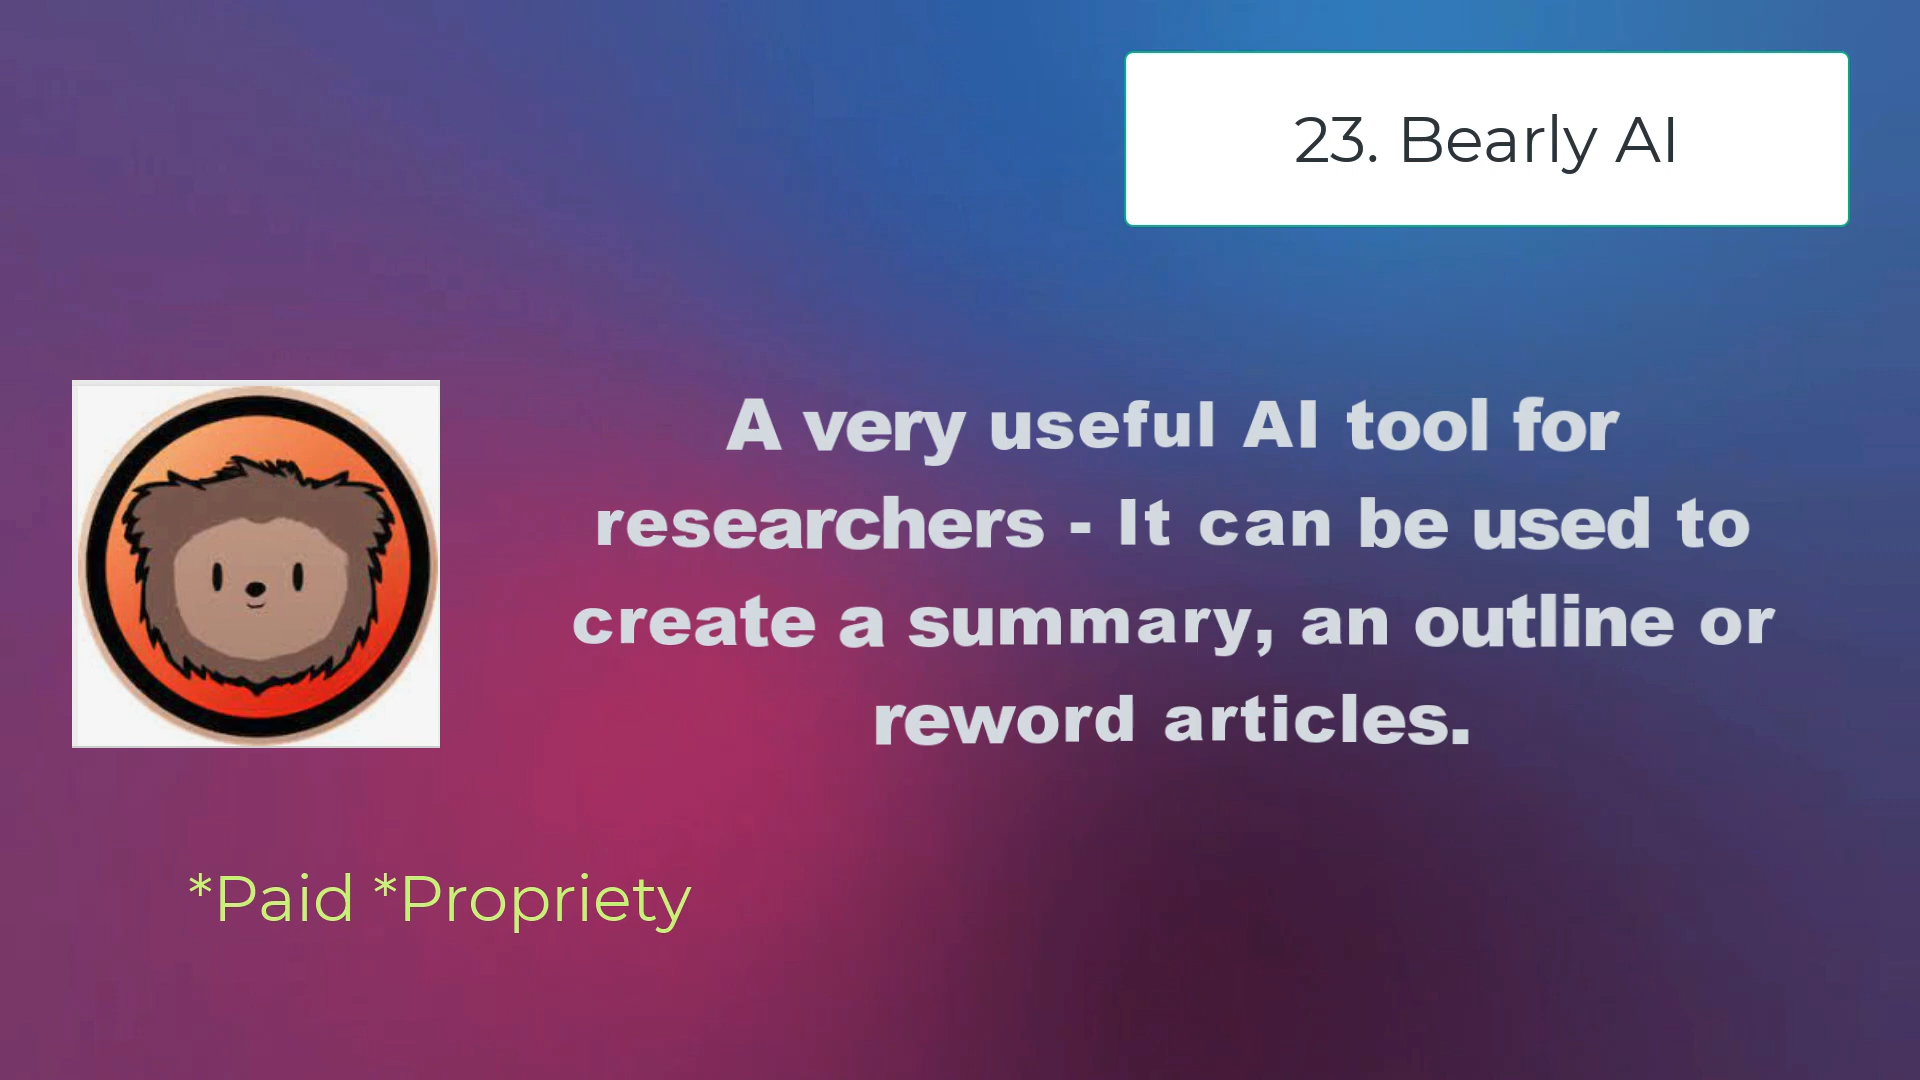 23. Bearly AI
A very useful AI tool for
researchers - It can be used to
create a summary, an outline or
reword articles.
*Paid *Propriety